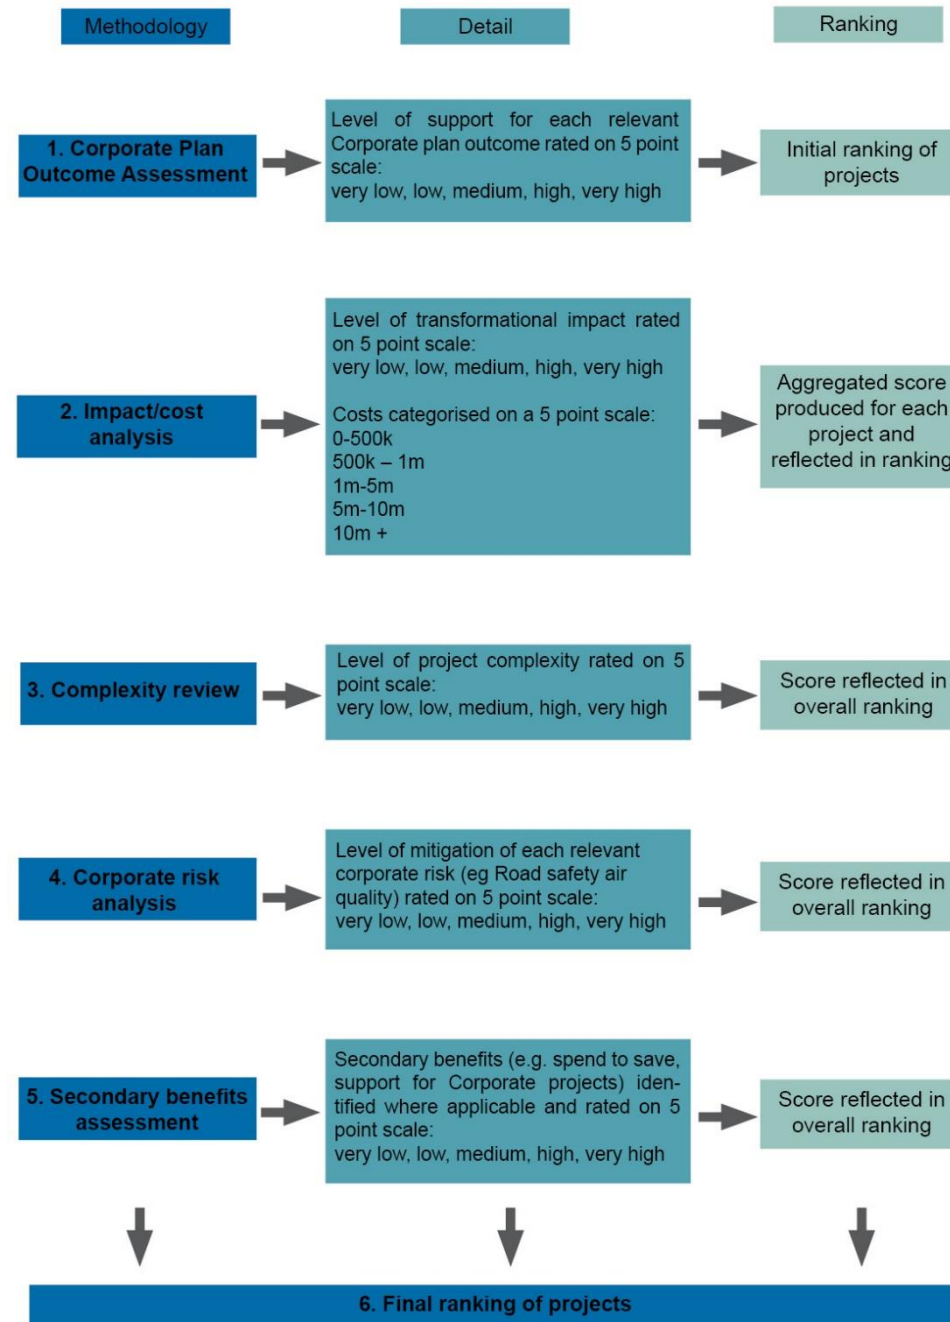 Methodology
Detail
Ranking
1. Corporate Plan
Outcome Assessment
Level of support for each relevant
Corporate plan outcome rated on 5 point
scale:
very low, low, medium, high, very high
Initial ranking of
projects
2. Impact/cost
analysis
Level of transformational impact rated
on 5 point scale:
very low, low, medium, high, very high
Costs categorised on a 5 point scale:
0-500k
500k – 1m
1m-5m
5m-10m
10m +
Aggregated score
produced for each
project and
reflected in ranking
3. Complexity review
Level of project complexity rated on 5
point scale:
very low, low, medium, high, very high
Score reflected in
overall ranking
4. Corporate risk
analysis
Level of mitigation of each relevant
corporate risk (eg Road safety air
quality) rated on 5 point scale:
very low, low, medium, high, very high
Score reflected in
overall ranking
5. Secondary benefits
assessment
Secondary benefits (e.g. spend to save,
support for Corporate projects) iden-
tified where applicable and rated on 5
point scale:
very low, low, medium, high, very high
Score reflected in
overall ranking
6. Final ranking of projects